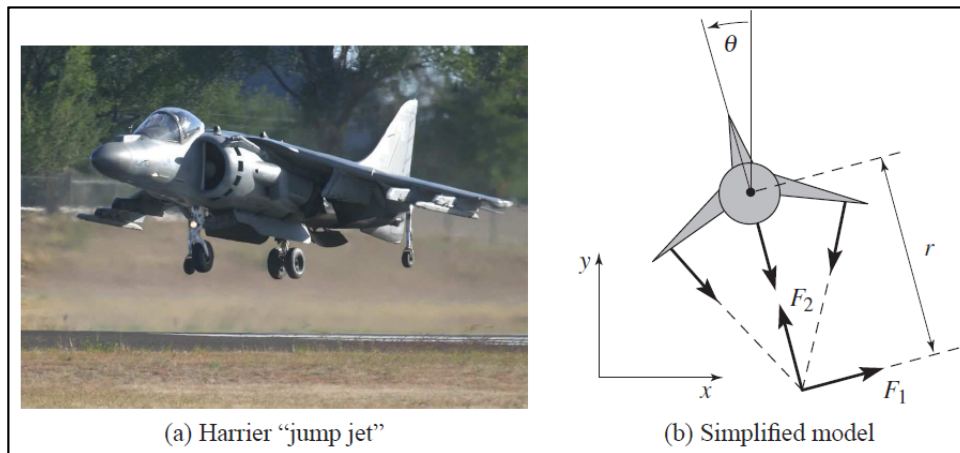 θ
y
F2
r
x
F1
(a) Harrier “jump jet”
(b) Simplified model